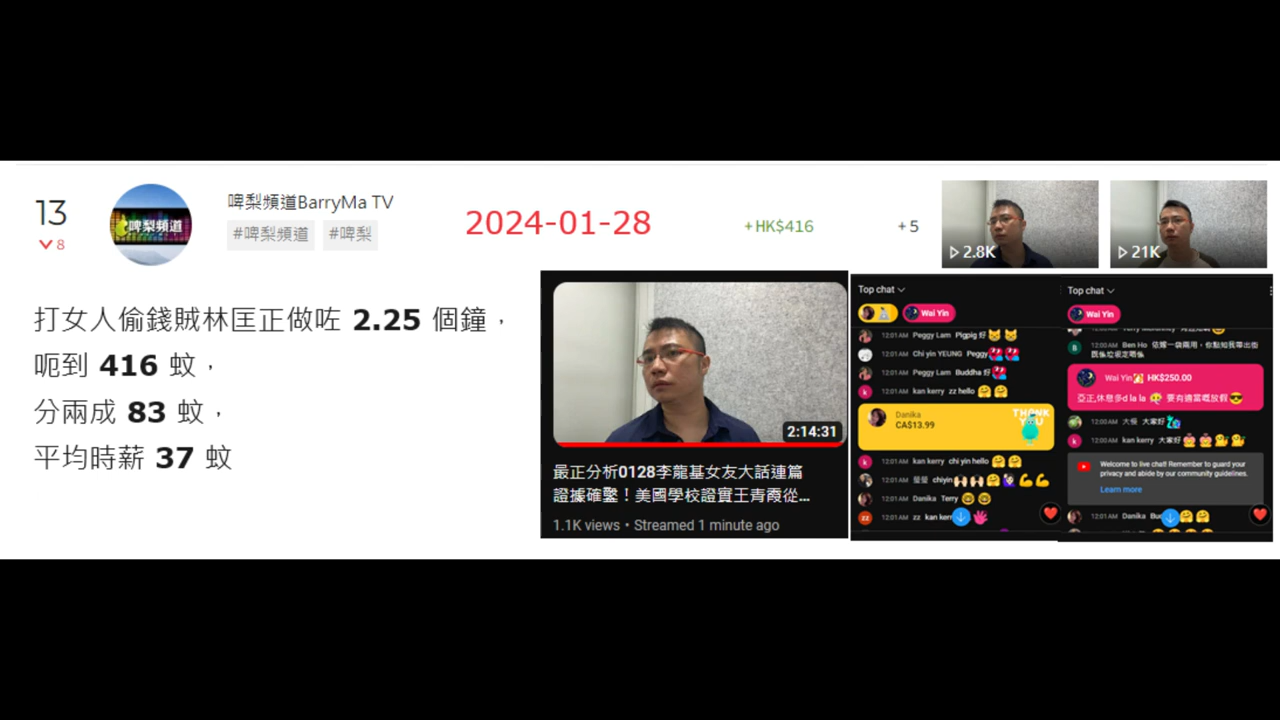 13
8
啤梨頻道
啤梨頻道BarryMa TV
#啤梨頻道 #啤梨
2024-01-28
+HK$416
+5
2.8K
21K
打女人偷錢賊林匡正做咗 2.25 個鐘，
呃到 416 蚊，
分兩成 83 蚊，
平均時薪 37 蚊
2:14:31
最正分析0128李龍基女友大話連篇
證據確鑿！美國學校證實王青霞從...
1.1K views • Streamed 1 minute ago
Top chat
Wai Yin
12:01 AM Peggy Lam Pigpig 好
12:01 AM Chi yin YEUNG Peggy
12:01 AM Peggy Lam Buddha 好
12:01 AM kan kerry zz hello
Danika
CA$13.99
THANK YOU
12:01 AM kan kerry chi yin hello
12:01 AM 瑩瑩 chiyin
12:01 AM Danika Terry
12:01 AM zz kan kerr
Top chat
Wai Yin
12:00 AM Ben Ho
Wai Yin HK$250.00
亞正,休息多d la la 要有適當嘅放假
12:00 AM 大家好
12:01 AM kan kerry 大家好
Welcome to live chat! Remember to guard your
privacy and abide by our community guidelines.
Learn more
12:01 AM Danika Bud